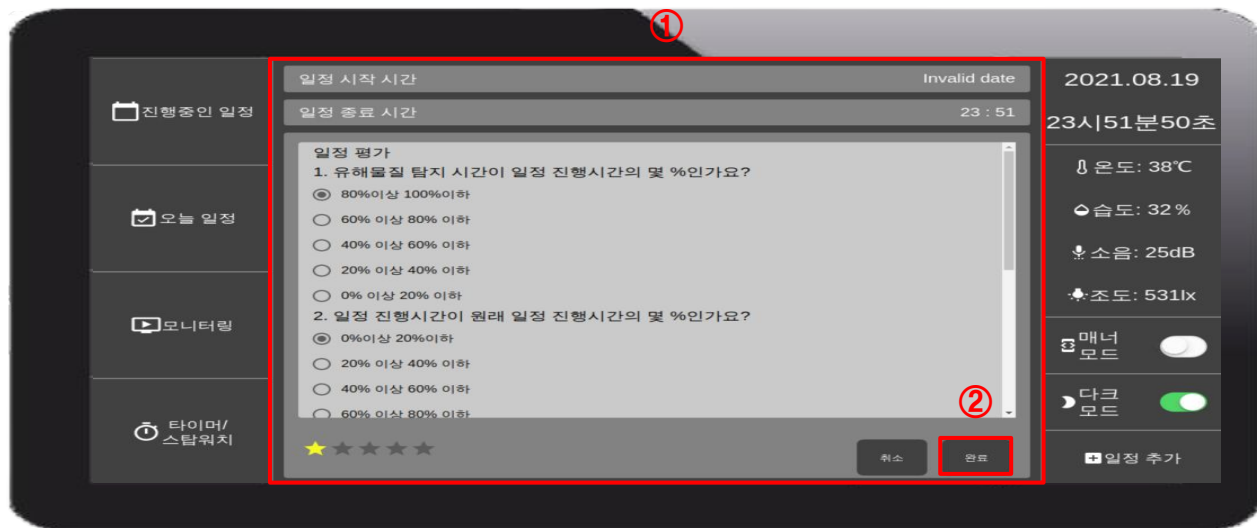 ①
진행중인 일정
오늘 일정
모니터링
타이머/
스탑워치
일정 시작 시간 Invalid date
일정 종료 시간 23 : 51
일정 평가
1. 유해물질 탐지 시간이 일정 진행시간의 몇 %인가요?
80%이상 100%이하
60% 이상 80% 이하
40% 이상 60% 이하
20% 이상 40% 이하
0% 이상 20% 이하
2. 일정 진행시간이 원래 일정 진행시간의 몇 %인가요?
0%이상 20%이하
20% 이상 40% 이하
40% 이상 60% 이하
60% 이상 80% 이하
②
취소 완료
2021.08.19
23시51분50초
온도: 38℃
습도: 32 %
소음: 25dB
조도: 531lx
매너
모드
다크
모드
일정 추가